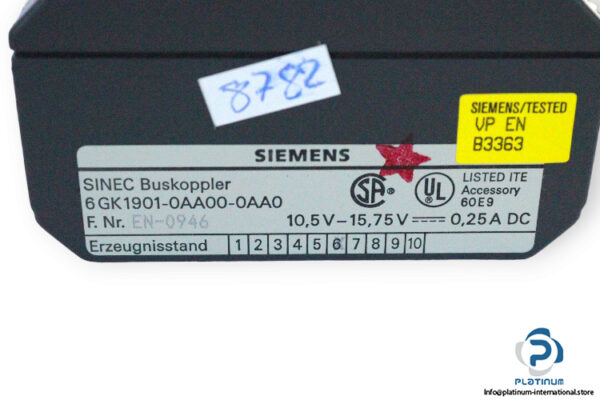 8782
SIEMENS/TESTED
VP EN
B3363
SIEMENS
SINEC Buskoppler
6GK1901-0AA00-0AA0
F. Nr. EN-0946
SA ®
UL ®
LISTED ITE
Accessory
60E9
10,5V–15,75V ⎓ 0,25A DC
Erzeugnisstand 1 2 3 4 5 6 7 8 9 10
PLATINUM
Info@platinum-international.store